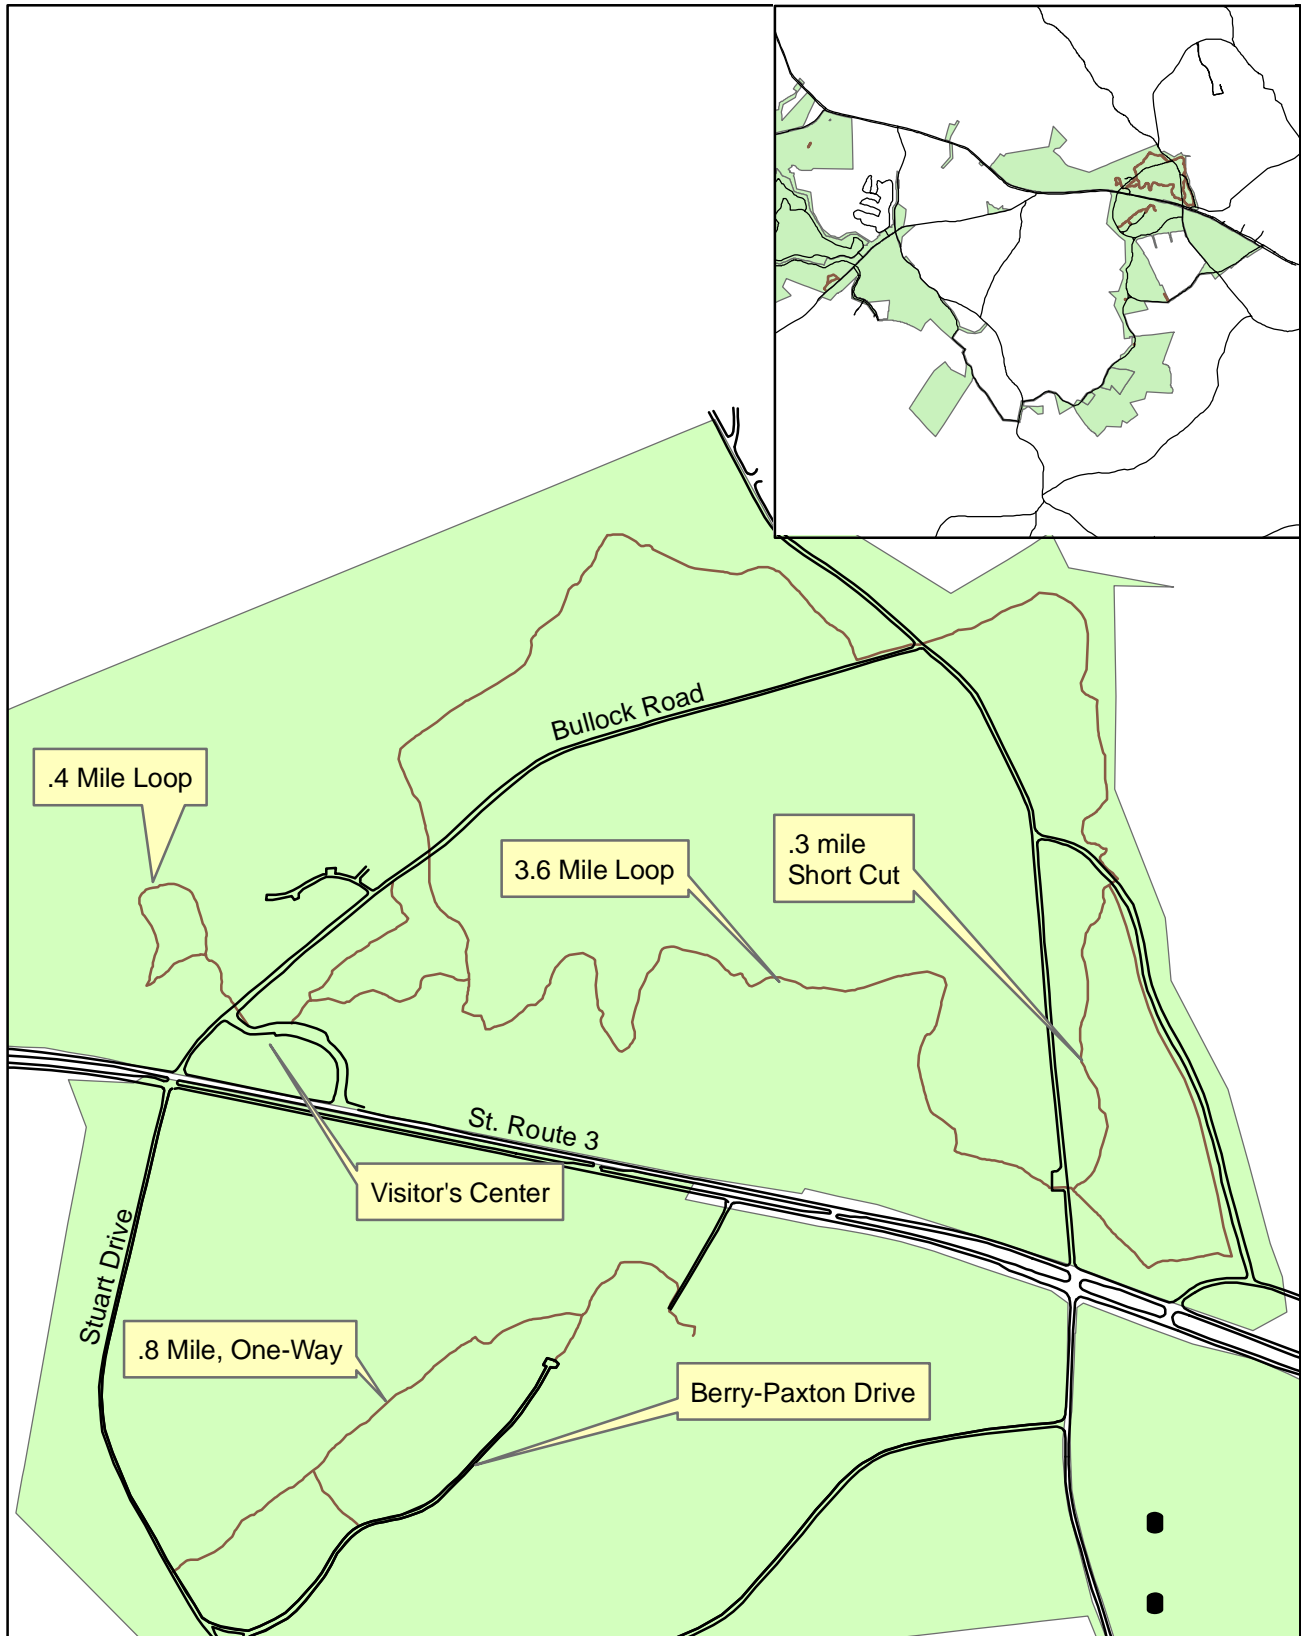 Bullock Road
.4 Mile Loop
3.6 Mile Loop
.3 mile
Short Cut
St. Route 3
Visitor's Center
Stuart Drive
.8 Mile, One-Way
Berry-Paxton Drive